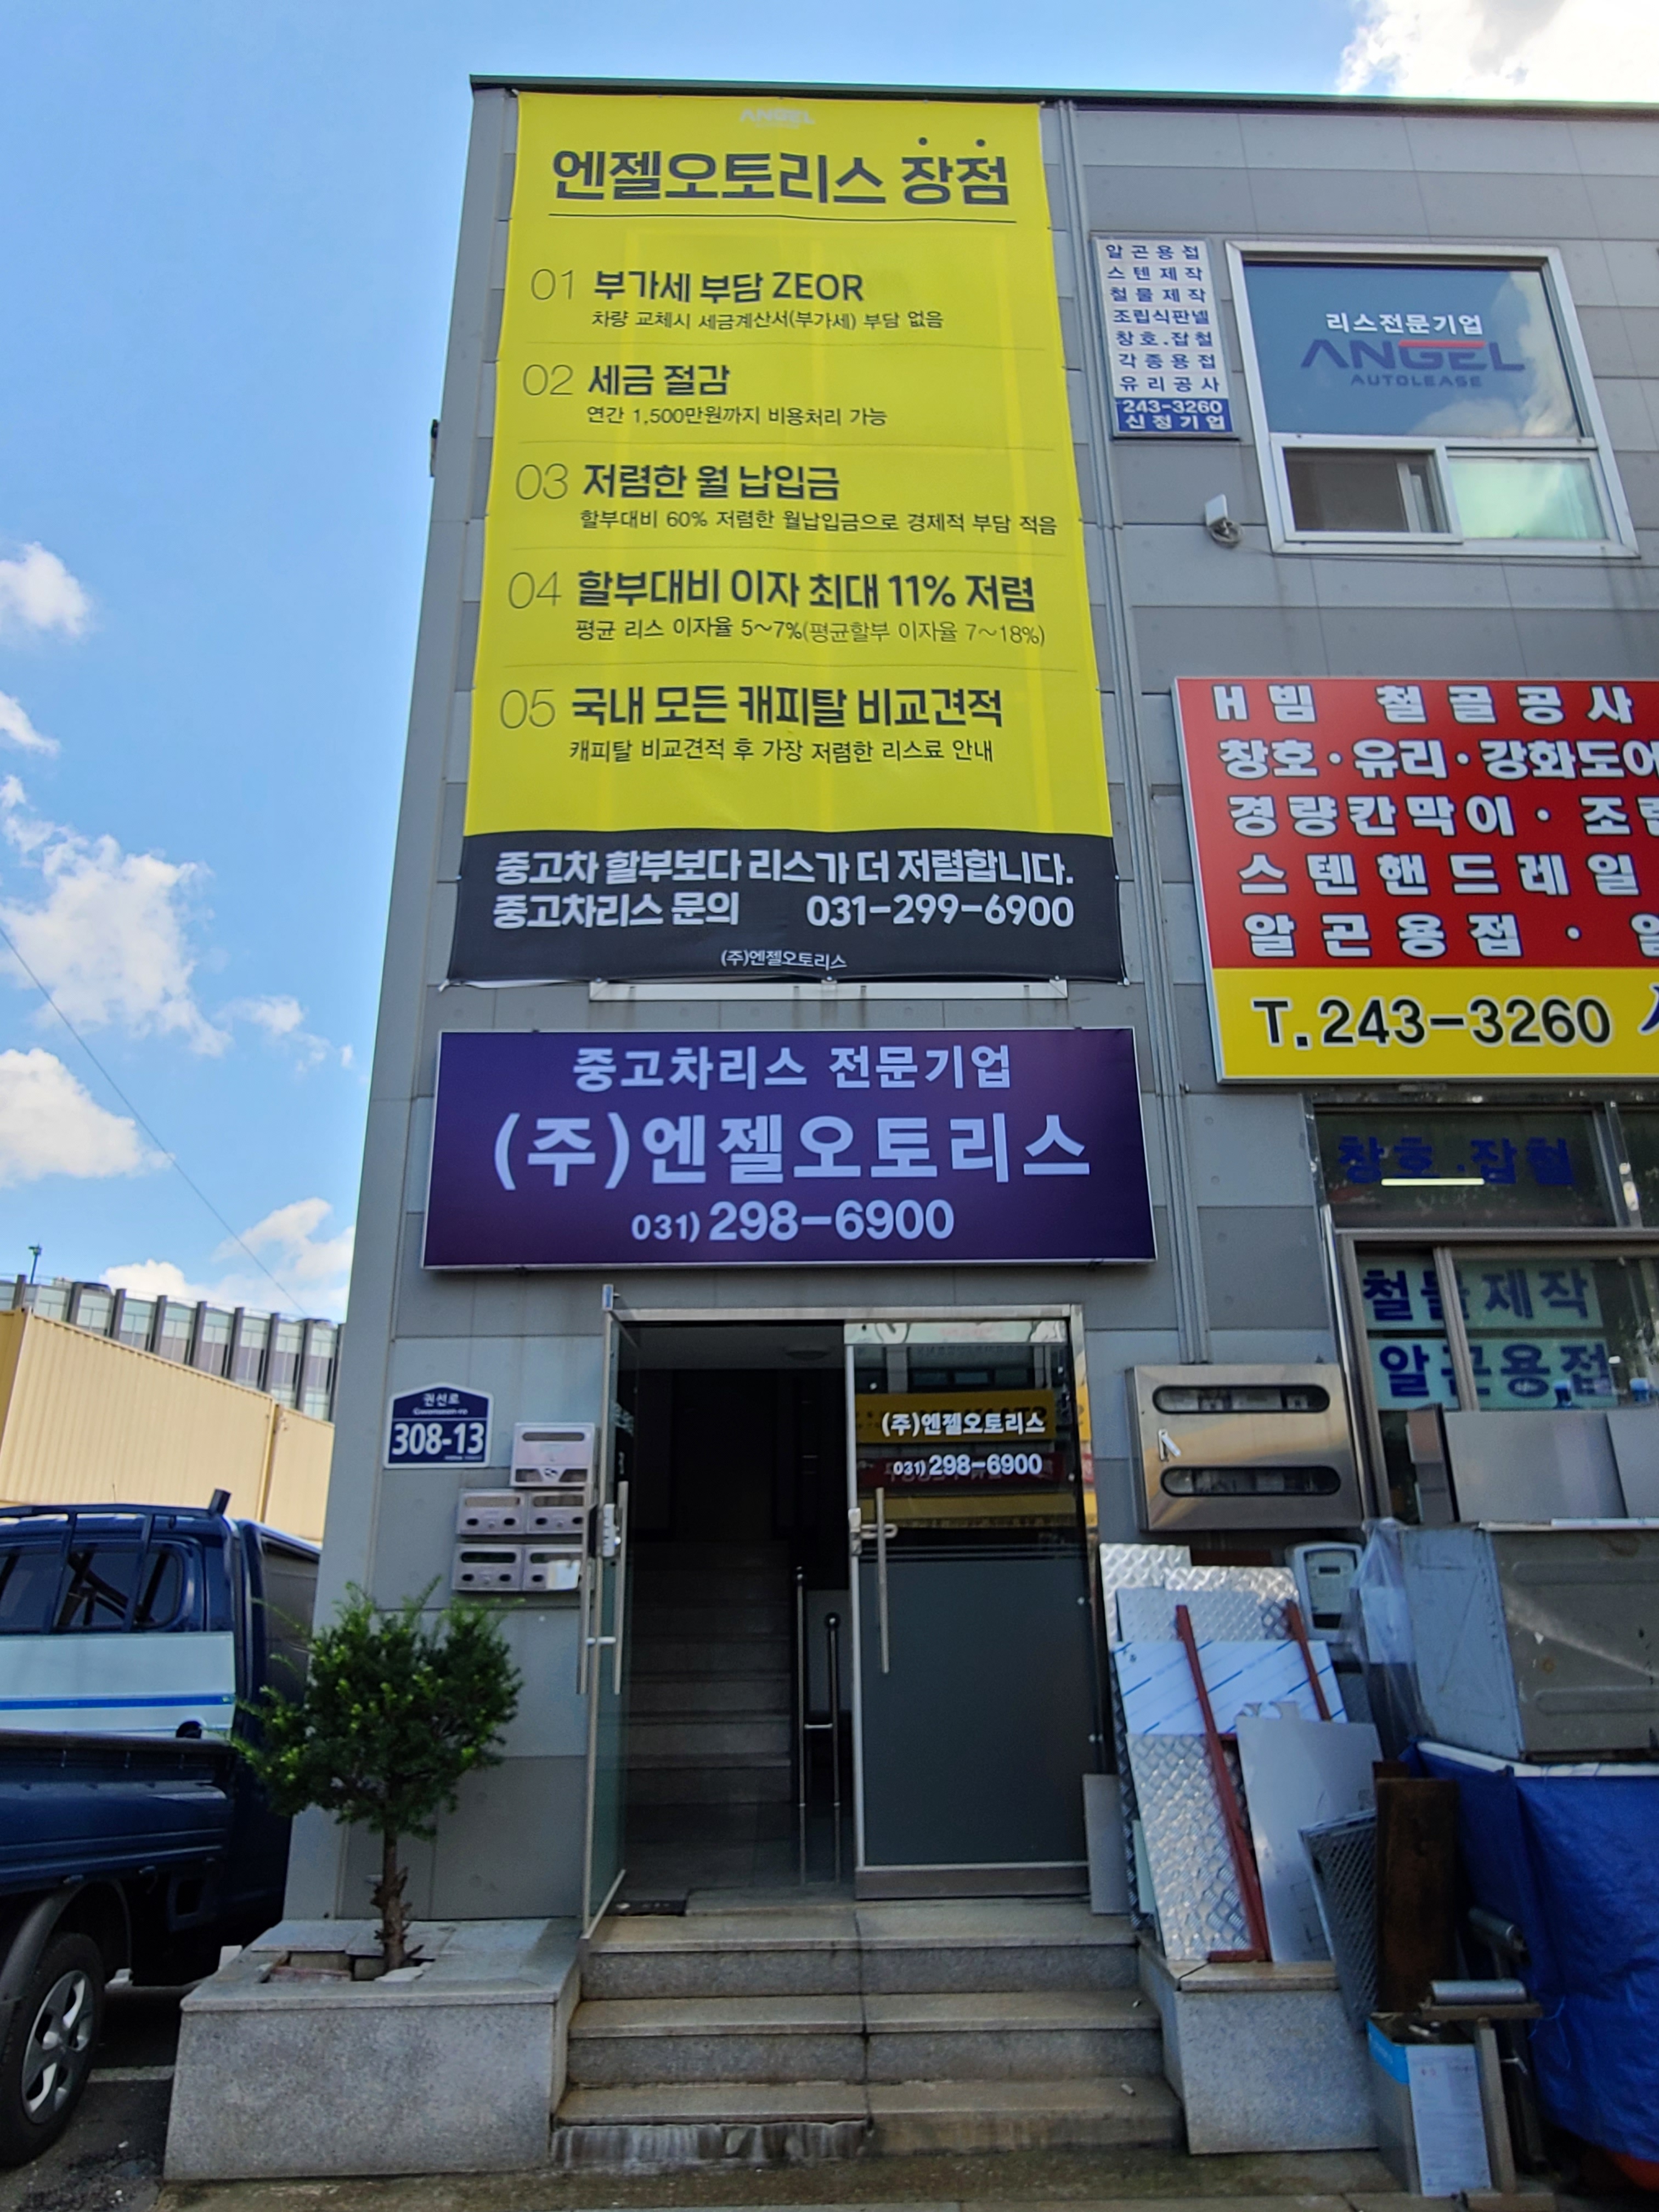 ANGEL
엔젤오토리스 장점
01 부가세 부담 ZEOR
차량 교체시 세금계산서(부가세) 부담 없음
02 세금 절감
연간 1,500만원까지 비용처리 가능
03 저렴한 월 납입금
할부대비 60% 저렴한 월납입금으로 경제적 부담 적음
04 할부대비 이자 최대 11% 저렴
평균 리스 이자율 5~7%(평균할부 이자율 7~18%)
05 국내 모든 캐피탈 비교견적
캐피탈 비교견적 후 가장 저렴한 리스료 안내
중고차 할부보다 리스가 더 저렴합니다.
중고차리스 문의 031-299-6900
(주)엔젤오토리스
중고차리스 전문기업
(주)엔젤오토리스
031) 298-6900
알곤용접
스텐제작
철물제작
조립식판넬
창호.잡철
각종용접
유리공사
243-3260
신정기업
리스전문기업
ANGEL
AUTOLEASE
H빔 철골공사
창호·유리·강화도어
경량칸막이·조
스텐핸드레일
알곤용접·
T.243-3260
창호.잡철
철물제작
알곤용접
권선로
Gwonseon-ro
308-13
(주)엔젤오토리스
031) 298-6900